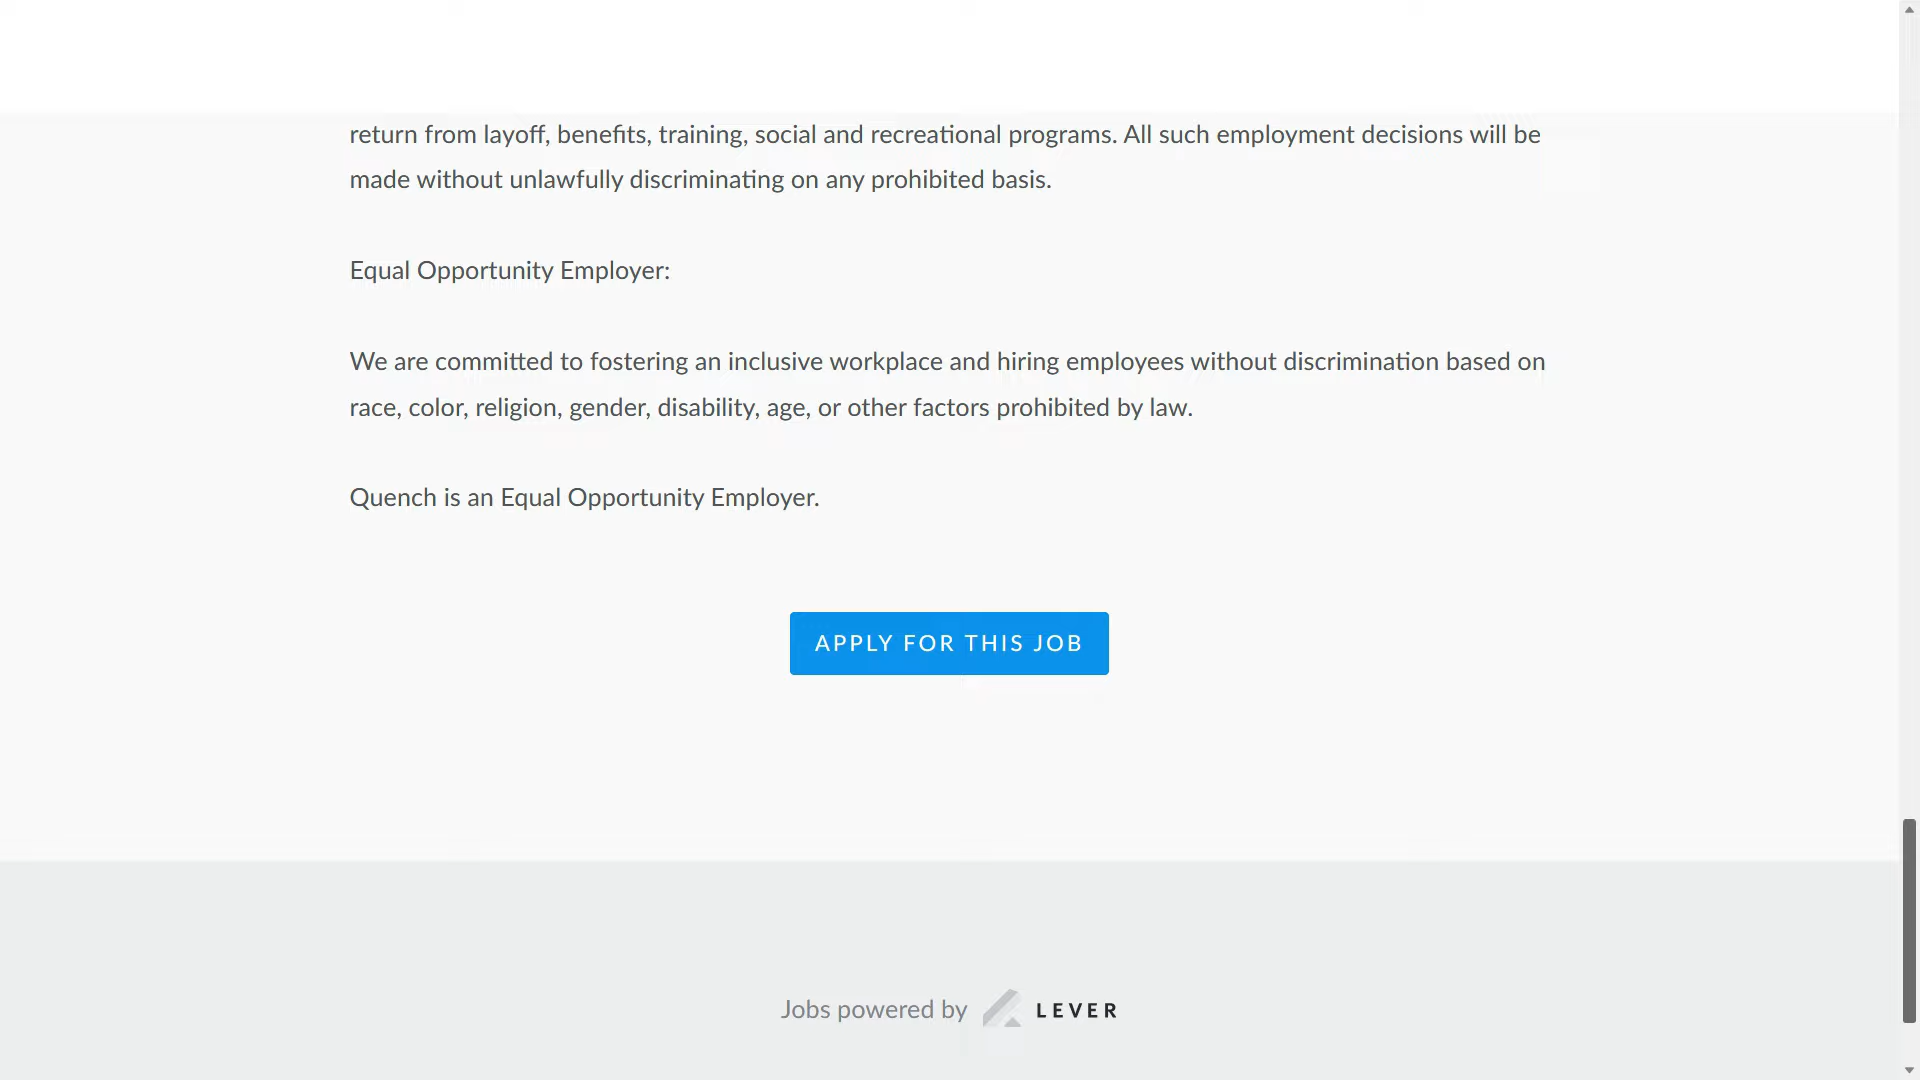 return from layoff, benefits, training, social and recreational programs. All such employment decisions will be
made without unlawfully discriminating on any prohibited basis.
Equal Opportunity Employer:
We are committed to fostering an inclusive workplace and hiring employees without discrimination based on
race, color, religion, gender, disability, age, or other factors prohibited by law.
Quench is an Equal Opportunity Employer.
APPLY FOR THIS JOB
Jobs powered by LEVER